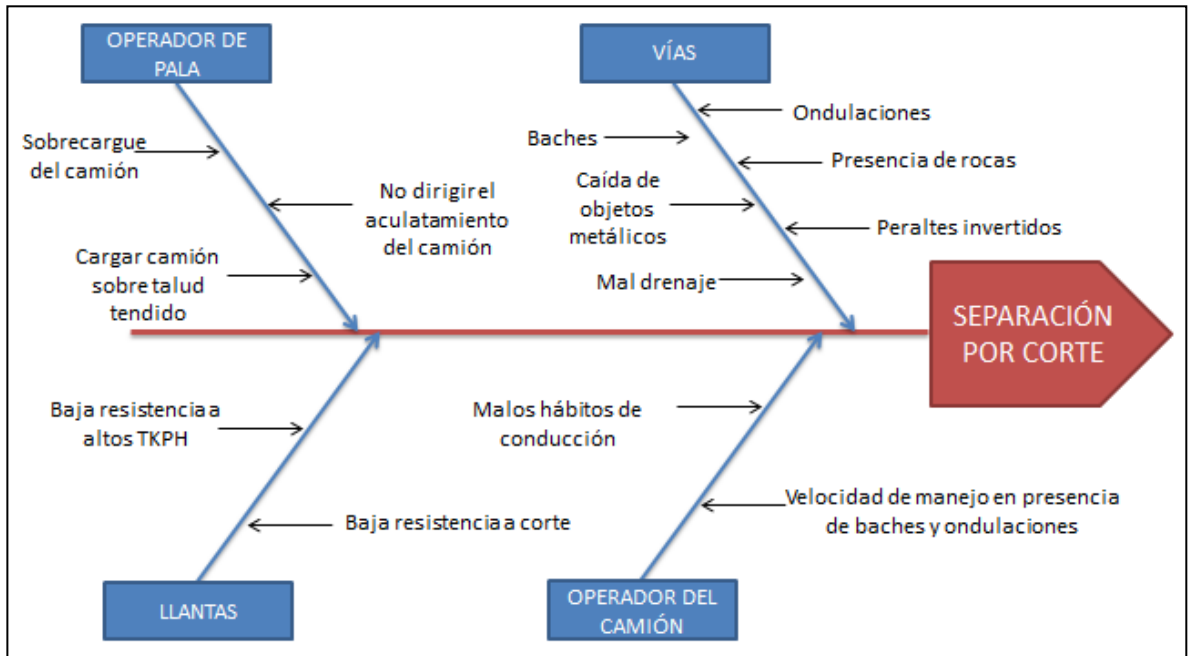 OPERADOR DE
PALA
VÍAS
Sobrecargue
del camión
No dirigir el
aculatamiento
del camión
Cargar camión
sobre talud
tendido
Ondulaciones
Baches
Presencia de rocas
Caída de
objetos
metálicos
Peraltes invertidos
Mal drenaje
SEPARACIÓN
POR CORTE
Baja resistencia a
altos TKPH
Baja resistencia a corte
Malos hábitos de
conducción
Velocidad de manejo en presencia
de baches y ondulaciones
LLANTAS
OPERADOR DEL
CAMIÓN